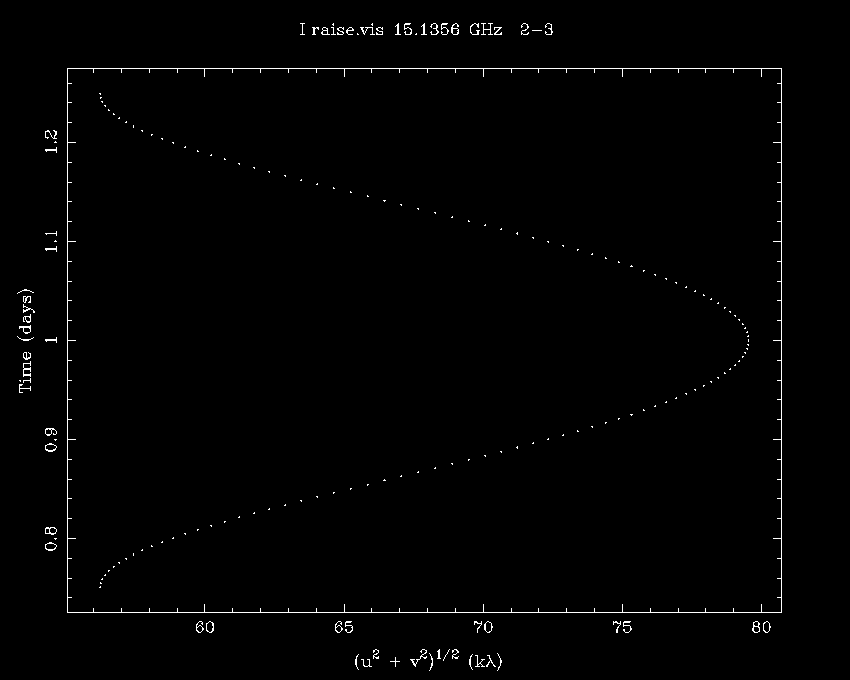 I raise.vis 15.1356 GHz 2-3
1.2
1.1
1
0.9
0.8
Time (days)
60 65 70 75 80
(u² + v²)^1/2 (kλ)